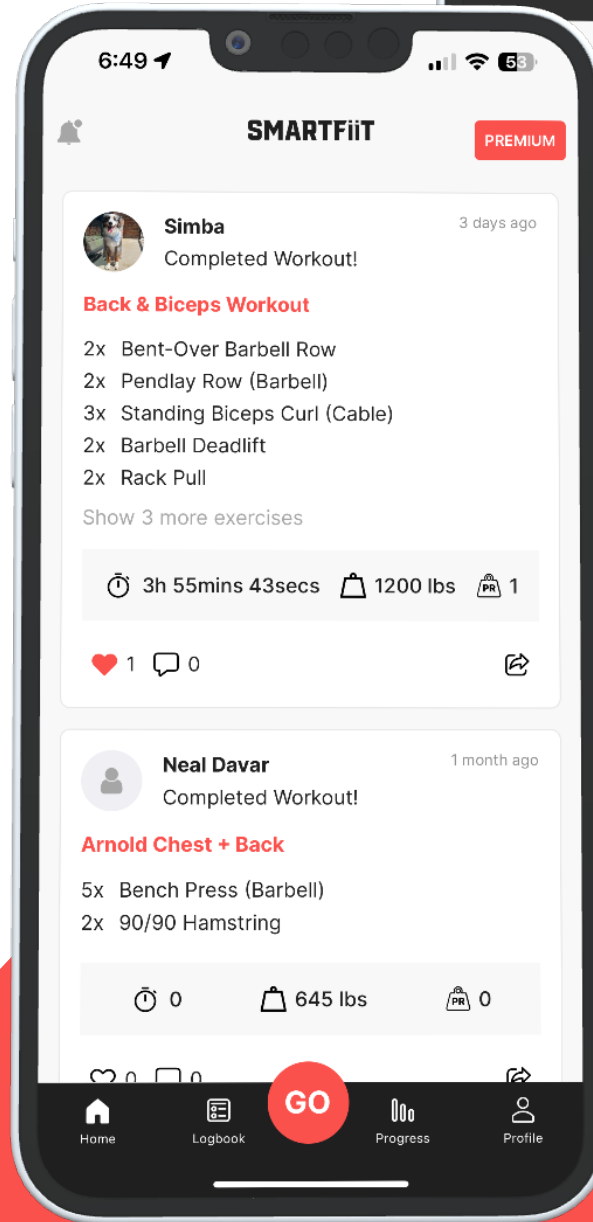 6:49
53
SMARTFiiT
PREMIUM
Simba
3 days ago
Completed Workout!
Back & Biceps Workout
2x Bent-Over Barbell Row
2x Pendlay Row (Barbell)
3x Standing Biceps Curl (Cable)
2x Barbell Deadlift
2x Rack Pull
Show 3 more exercises
3h 55mins 43secs 1200 lbs PR 1
1 0
Neal Davar
1 month ago
Completed Workout!
Arnold Chest + Back
5x Bench Press (Barbell)
2x 90/90 Hamstring
0 645 lbs PR 0
0 0
GO
Home Logbook Progress Profile